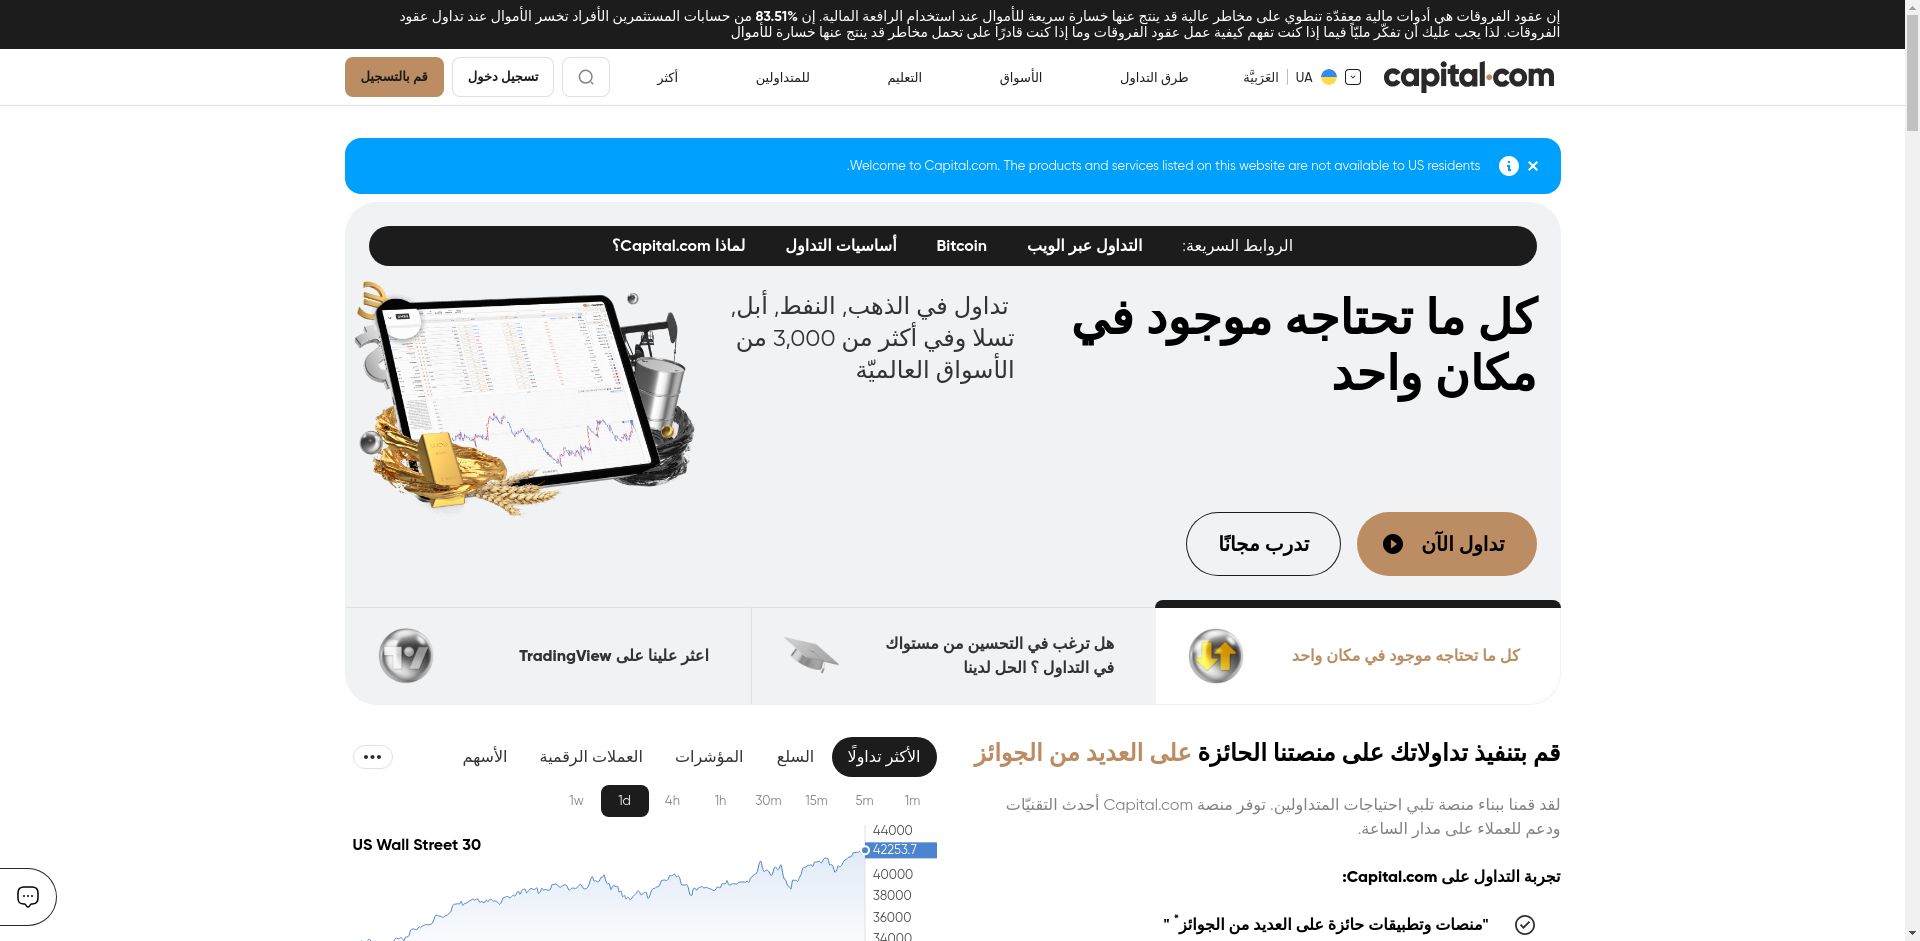 إن عقود الفروقات هي أدوات مالية معقدّة تنطوي على مخاطر عالية قد ينتج عنها خسارة سريعة للأموال عند استخدام الرافعة المالية. إن 83.51% من حسابات المستثمرين الأفراد تخسر الأموال عند تداول عقود
الفروقات. لذا يجب عليك أن تفكّر مليّاً فيما إذا كنت تفهم كيفية عمل عقود الفروقات وما إذا كنت قادرًا على تحمل مخاطر قد ينتج عنها خسارة للأموال
capital.com
UA العَرَبِيَّة
طرق التداول
الأسواق
التعليم
للمتداولين
أكثر
تسجيل دخول
قم بالتسجيل
Welcome to Capital.com. The products and services listed on this website are not available to US residents.
الروابط السريعة:
التداول عبر الويب
Bitcoin
أساسيات التداول
لماذا Capital.com؟
كل ما تحتاجه موجود في
مكان واحد
تداول في الذهب, النفط, أبل,
تسلا وفي أكثر من 3,000 من
الأسواق العالميّة
تداول الآن
تدرب مجانًا
كل ما تحتاجه موجود في مكان واحد
هل ترغب في التحسين من مستواك
في التداول ؟ الحل لدينا
اعثر علينا على TradingView
قم بتنفيذ تداولاتك على منصتنا الحائزة على العديد من الجوائز
لقد قمنا ببناء منصة تلبي احتياجات المتداولين. توفر منصة Capital.com أحدث التقنيّات
ودعم للعملاء على مدار الساعة.
تجربة التداول على Capital.com:
"منصات وتطبيقات حائزة على العديد من الجوائز* "
الأكثر تداولًا
السلع
المؤشرات
العملات الرقمية
الأسهم
1w
1d
4h
1h
30m
15m
5m
1m
US Wall Street 30
44000
42253.7
40000
38000
36000
34000